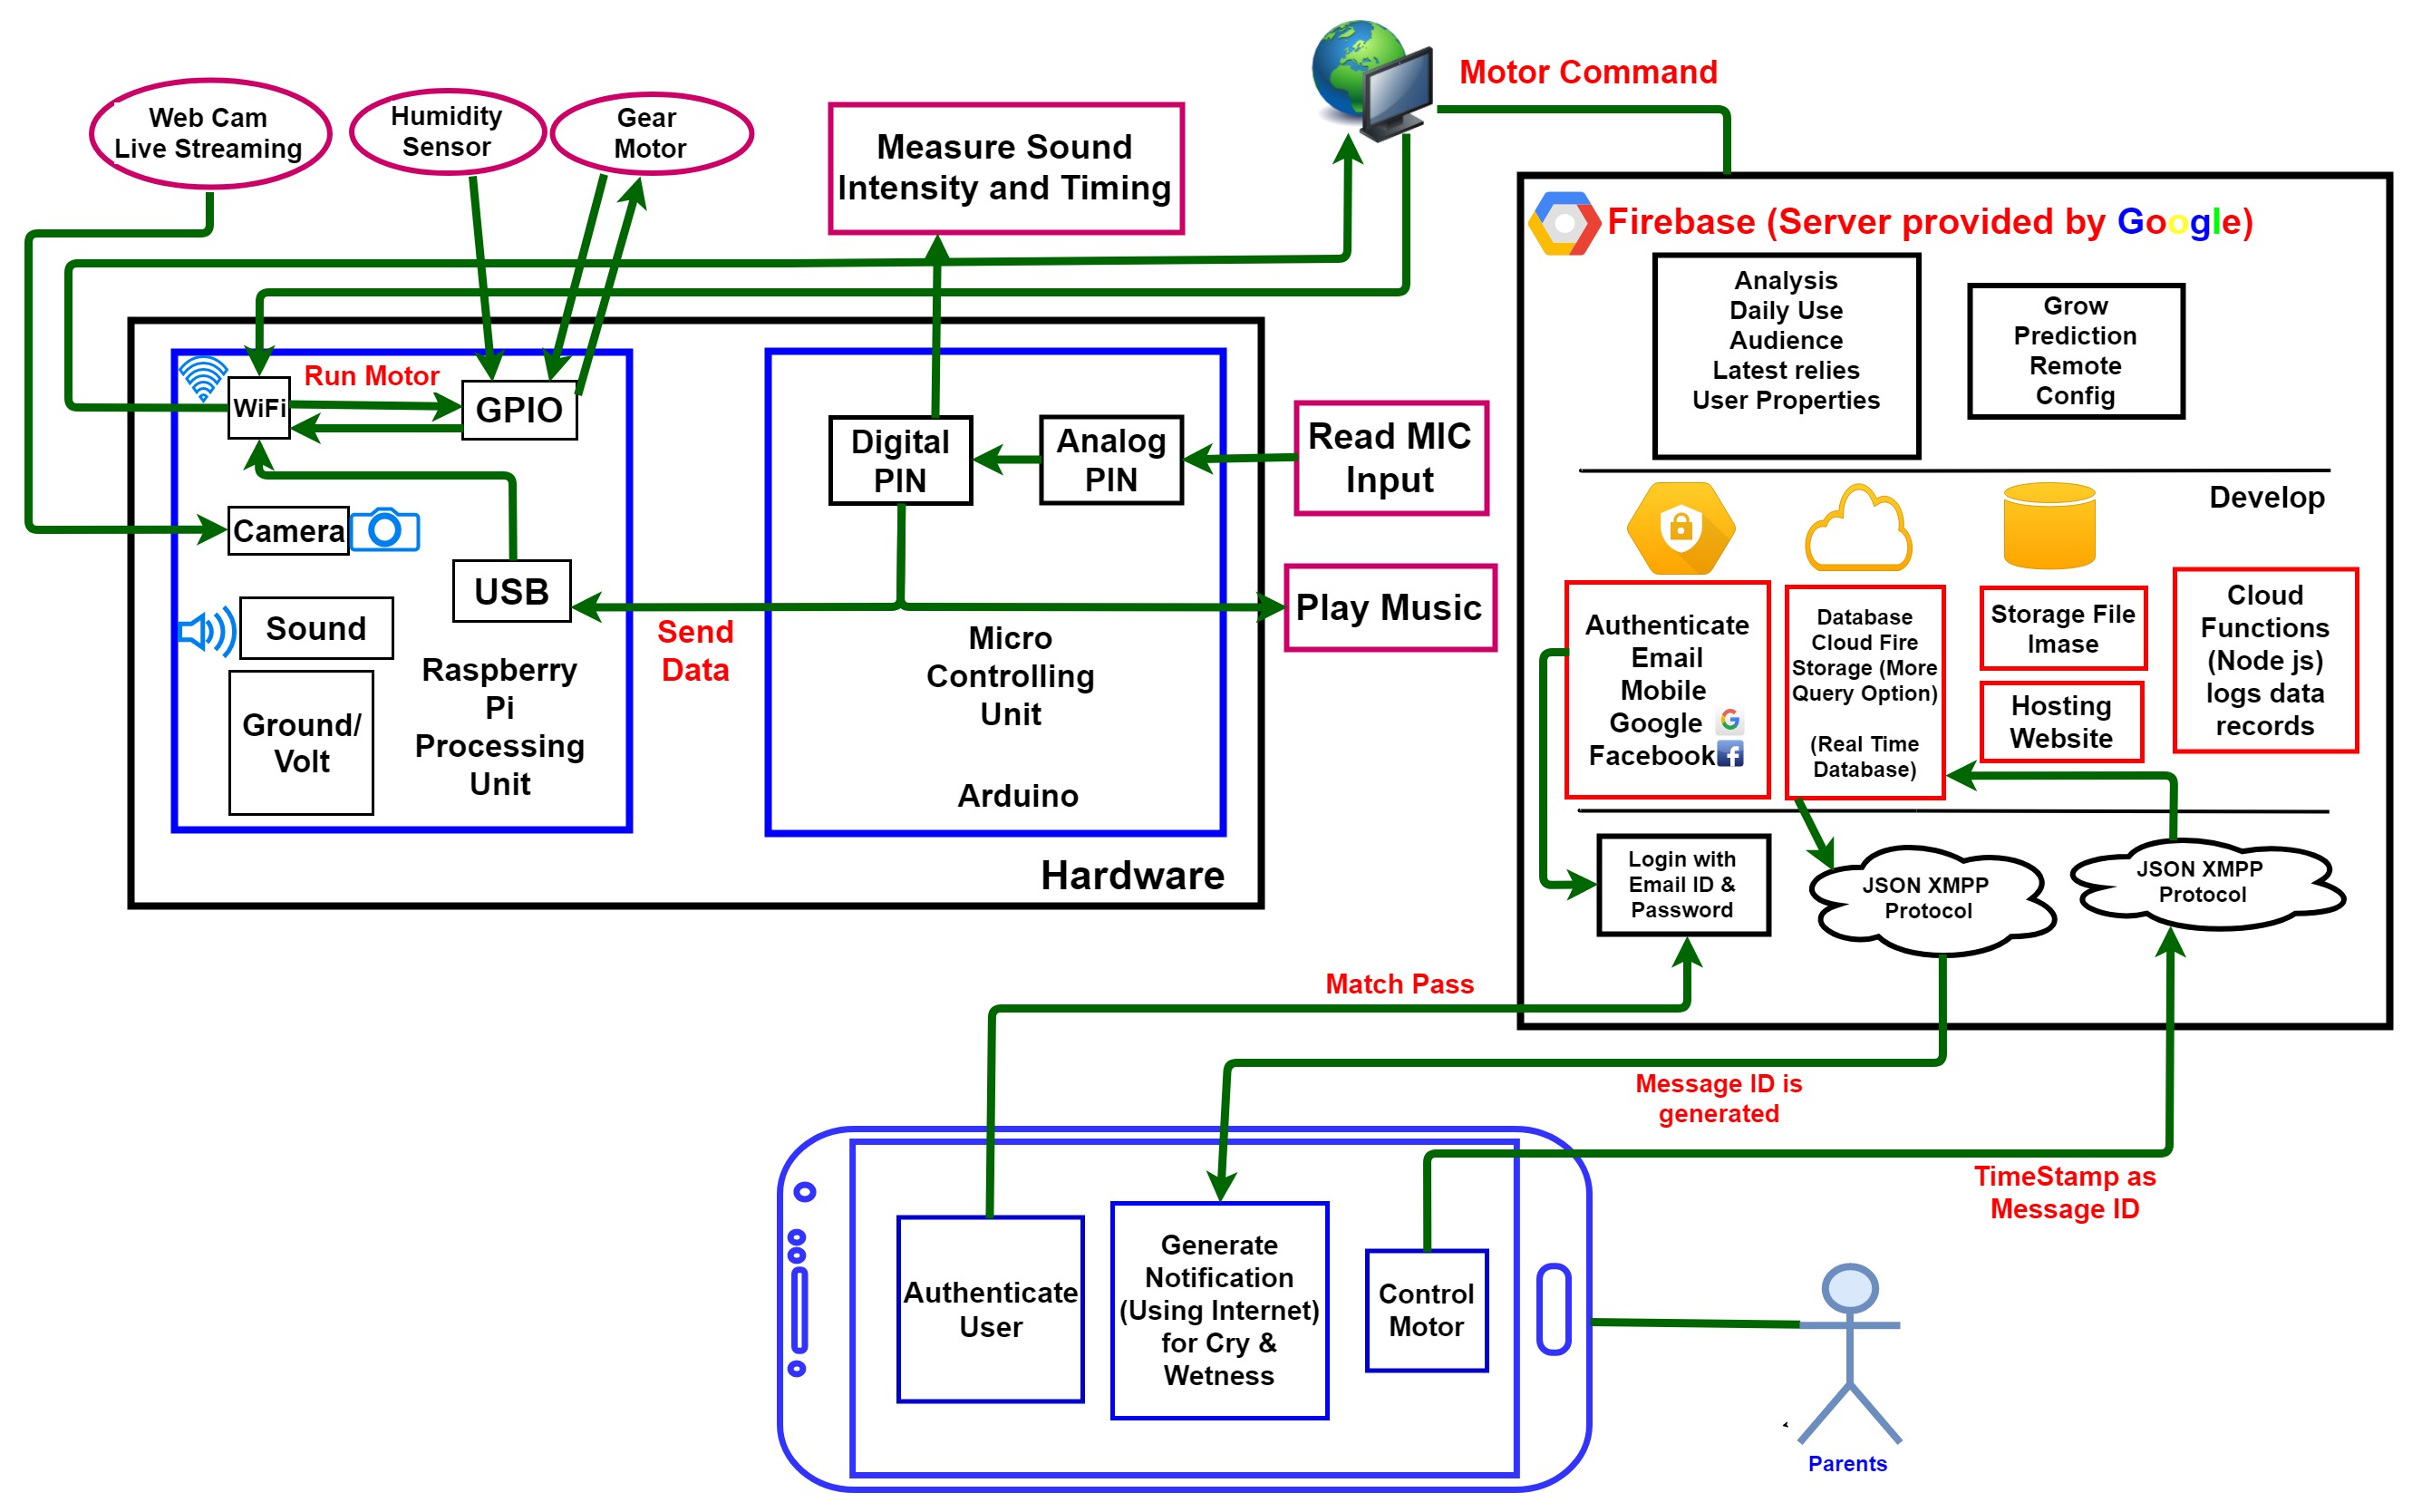 Motor Command
Web Cam
Live Streaming
Humidity
Sensor
Gear
Motor
Measure Sound
Intensity and Timing
Firebase (Server provided by Google)
Analysis
Daily Use
Audience
Latest relies
User Properties
Grow
Prediction
Remote
Config
WiFi
Run Motor
GPIO
Digital
PIN
Analog
PIN
Read MIC
Input
Develop
Camera
USB
Sound
Send
Data
Play Music
Ground/
Volt
Raspberry
Pi
Processing
Unit
Micro
Controlling
Unit
Arduino
Hardware
Authenticate
Email
Mobile
Google
Facebook
Database
Cloud Fire
Storage (More
Query Option)
(Real Time
Database)
Storage File
Imase
Hosting
Website
Cloud
Functions
(Node js)
logs data
records
Login with
Email ID &
Password
JSON XMPP
Protocol
JSON XMPP
Protocol
Match Pass
Message ID is
generated
TimeStamp as
Message ID
Authenticate
User
Generate
Notification
(Using Internet)
for Cry &
Wetness
Control
Motor
Parents